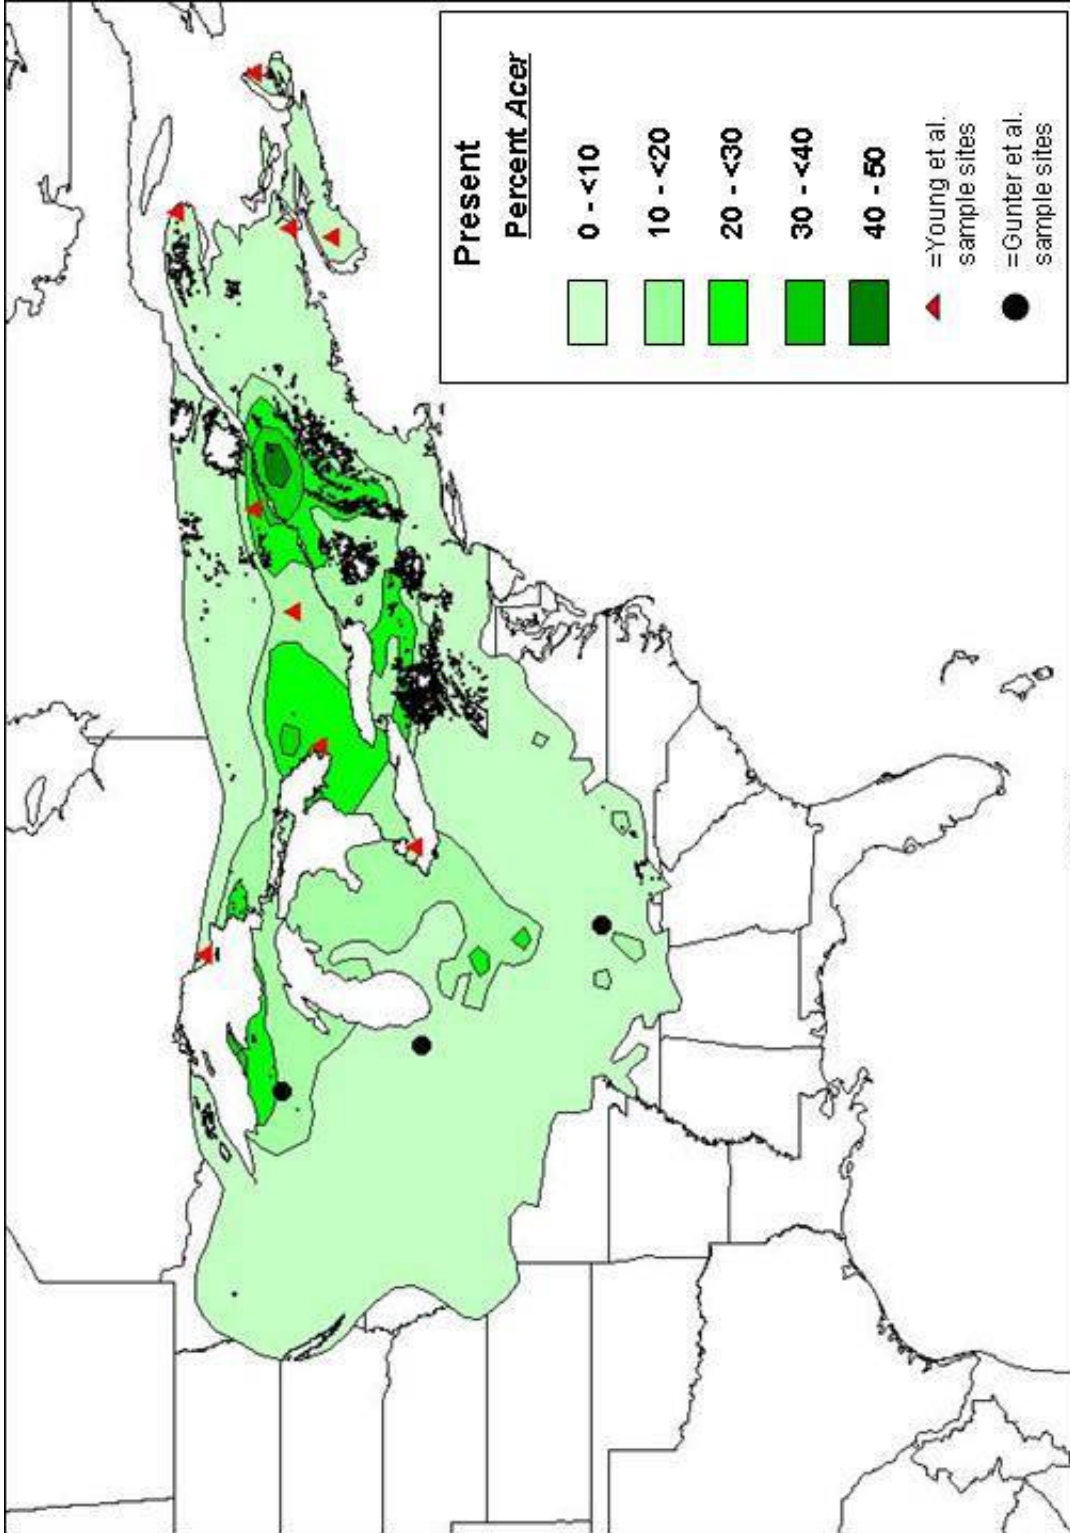 Present
Percent Acer
0 - <10
10 - <20
20 - <30
30 - <40
40 - 50
=Young et al.
sample sites
=Gunter et al.
sample sites